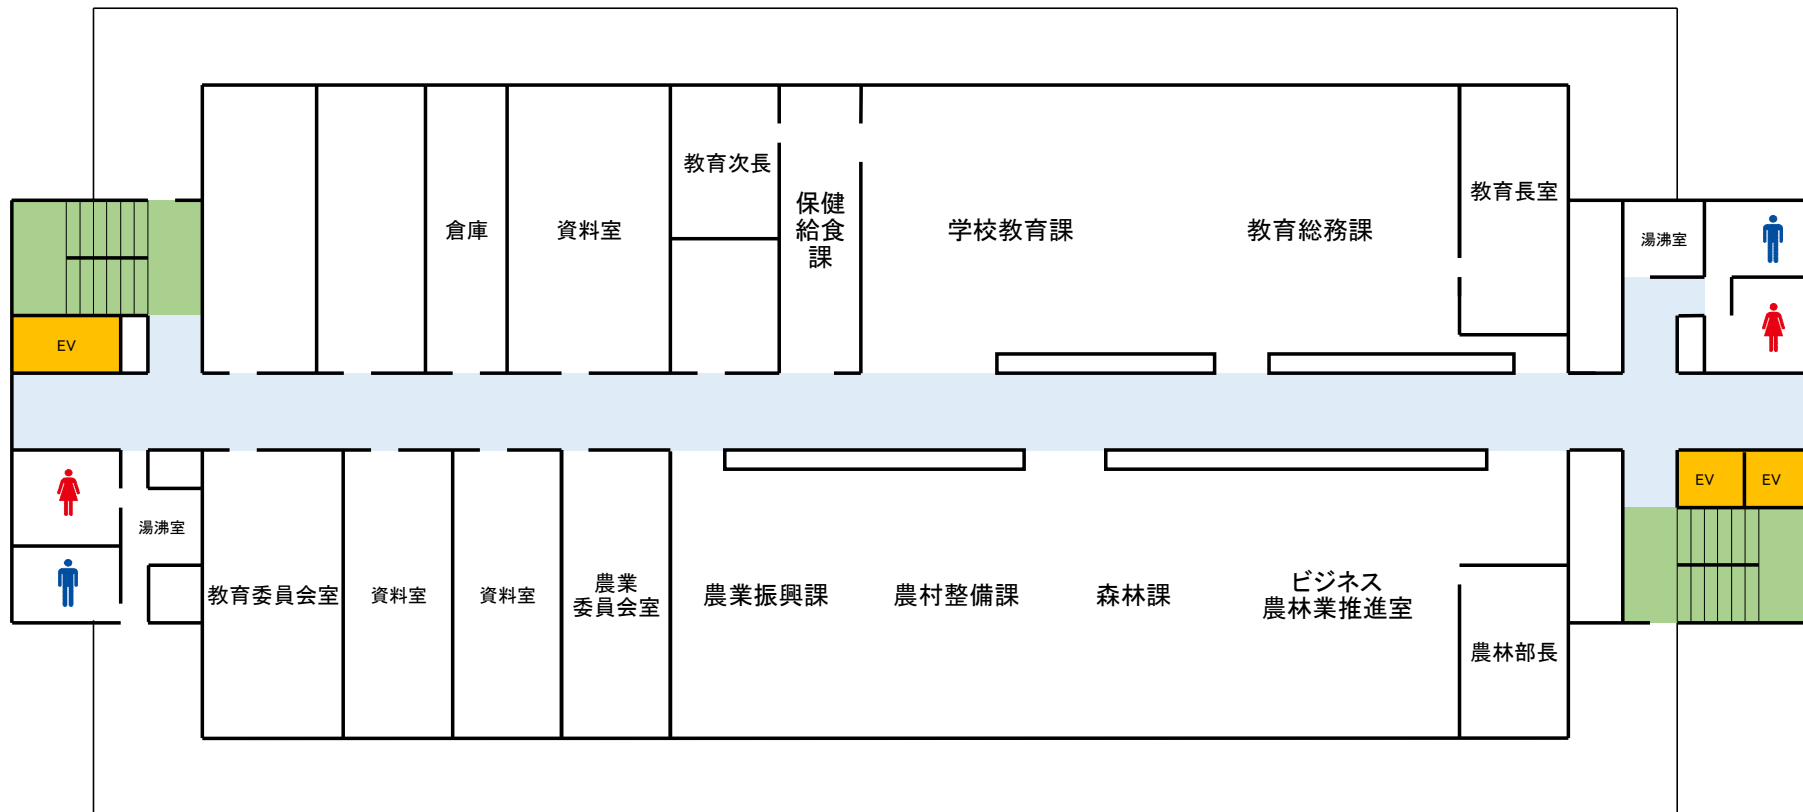 教育次長
保健
給食
課
教育長室
倉庫
資料室
学校教育課
教育総務課
湯沸室
EV
EV
EV
湯沸室
教育委員会室
資料室
資料室
農業
委員会室
農業振興課
農村整備課
森林課
ビジネス
農林業推進室
農林部長